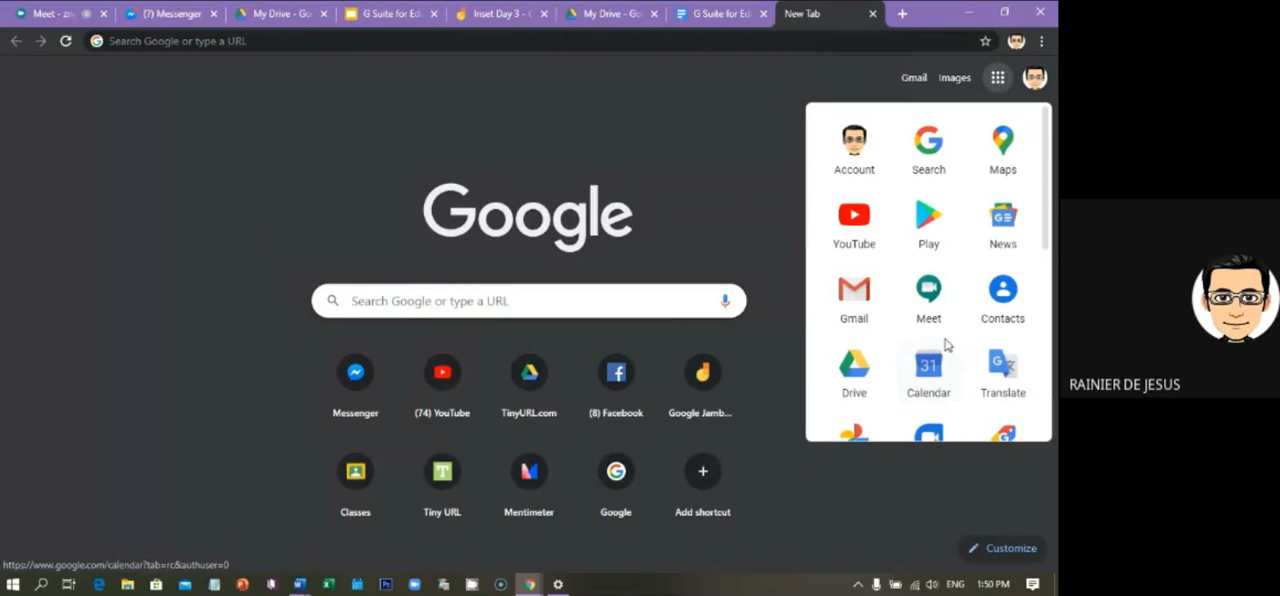 Meet - zn
(7) Messenger
My Drive - Go
G Suite for Ed
Inset Day 3 -
My Drive - Go
G Suite for Ed
New Tab
Search Google or type a URL
Gmail
Images
Account
Search
Maps
YouTube
Play
News
Gmail
Meet
Contacts
Drive
31
Calendar
Translate
Google
Search Google or type a URL
Messenger
(74) YouTube
TinyURL.com
(8) Facebook
Google Jamb...
Classes
Tiny URL
Mentimeter
Google
Add shortcut
Customize
RAINIER DE JESUS
https://www.google.com/calendar?tab=rc&authuser=0
ENG
1:50 PM